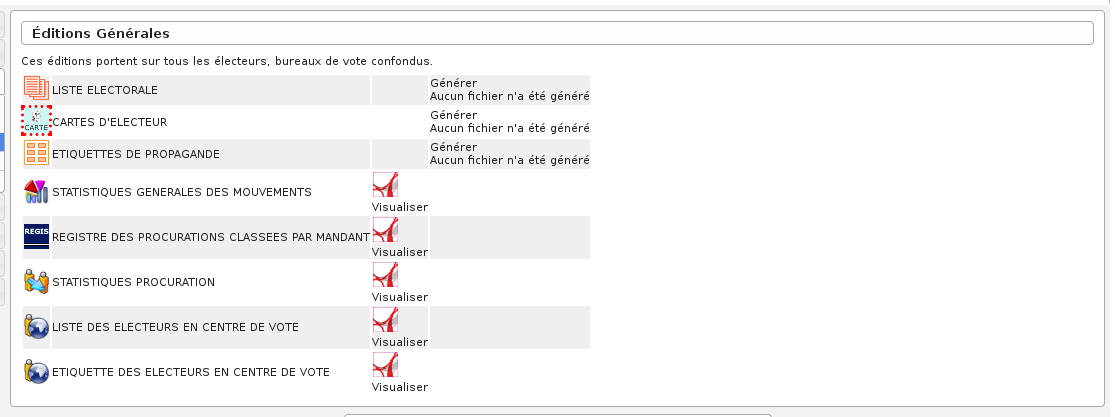 Éditions Générales
Ces éditions portent sur tous les électeurs, bureaux de vote confondus.
LISTE ELECTORALE
Générer
Aucun fichier n'a été généré
CARTE
CARTES D'ELECTEUR
Générer
Aucun fichier n'a été généré
ETIQUETTES DE PROPAGANDE
Générer
Aucun fichier n'a été généré
STATISTIQUES GENERALES DES MOUVEMENTS
Visualiser
REGIS
REGISTRE DES PROCURATIONS CLASSEES PAR MANDANT
Visualiser
STATISTIQUES PROCURATION
Visualiser
LISTE DES ELECTEURS EN CENTRE DE VOTE
Visualiser
ETIQUETTE DES ELECTEURS EN CENTRE DE VOTE
Visualiser